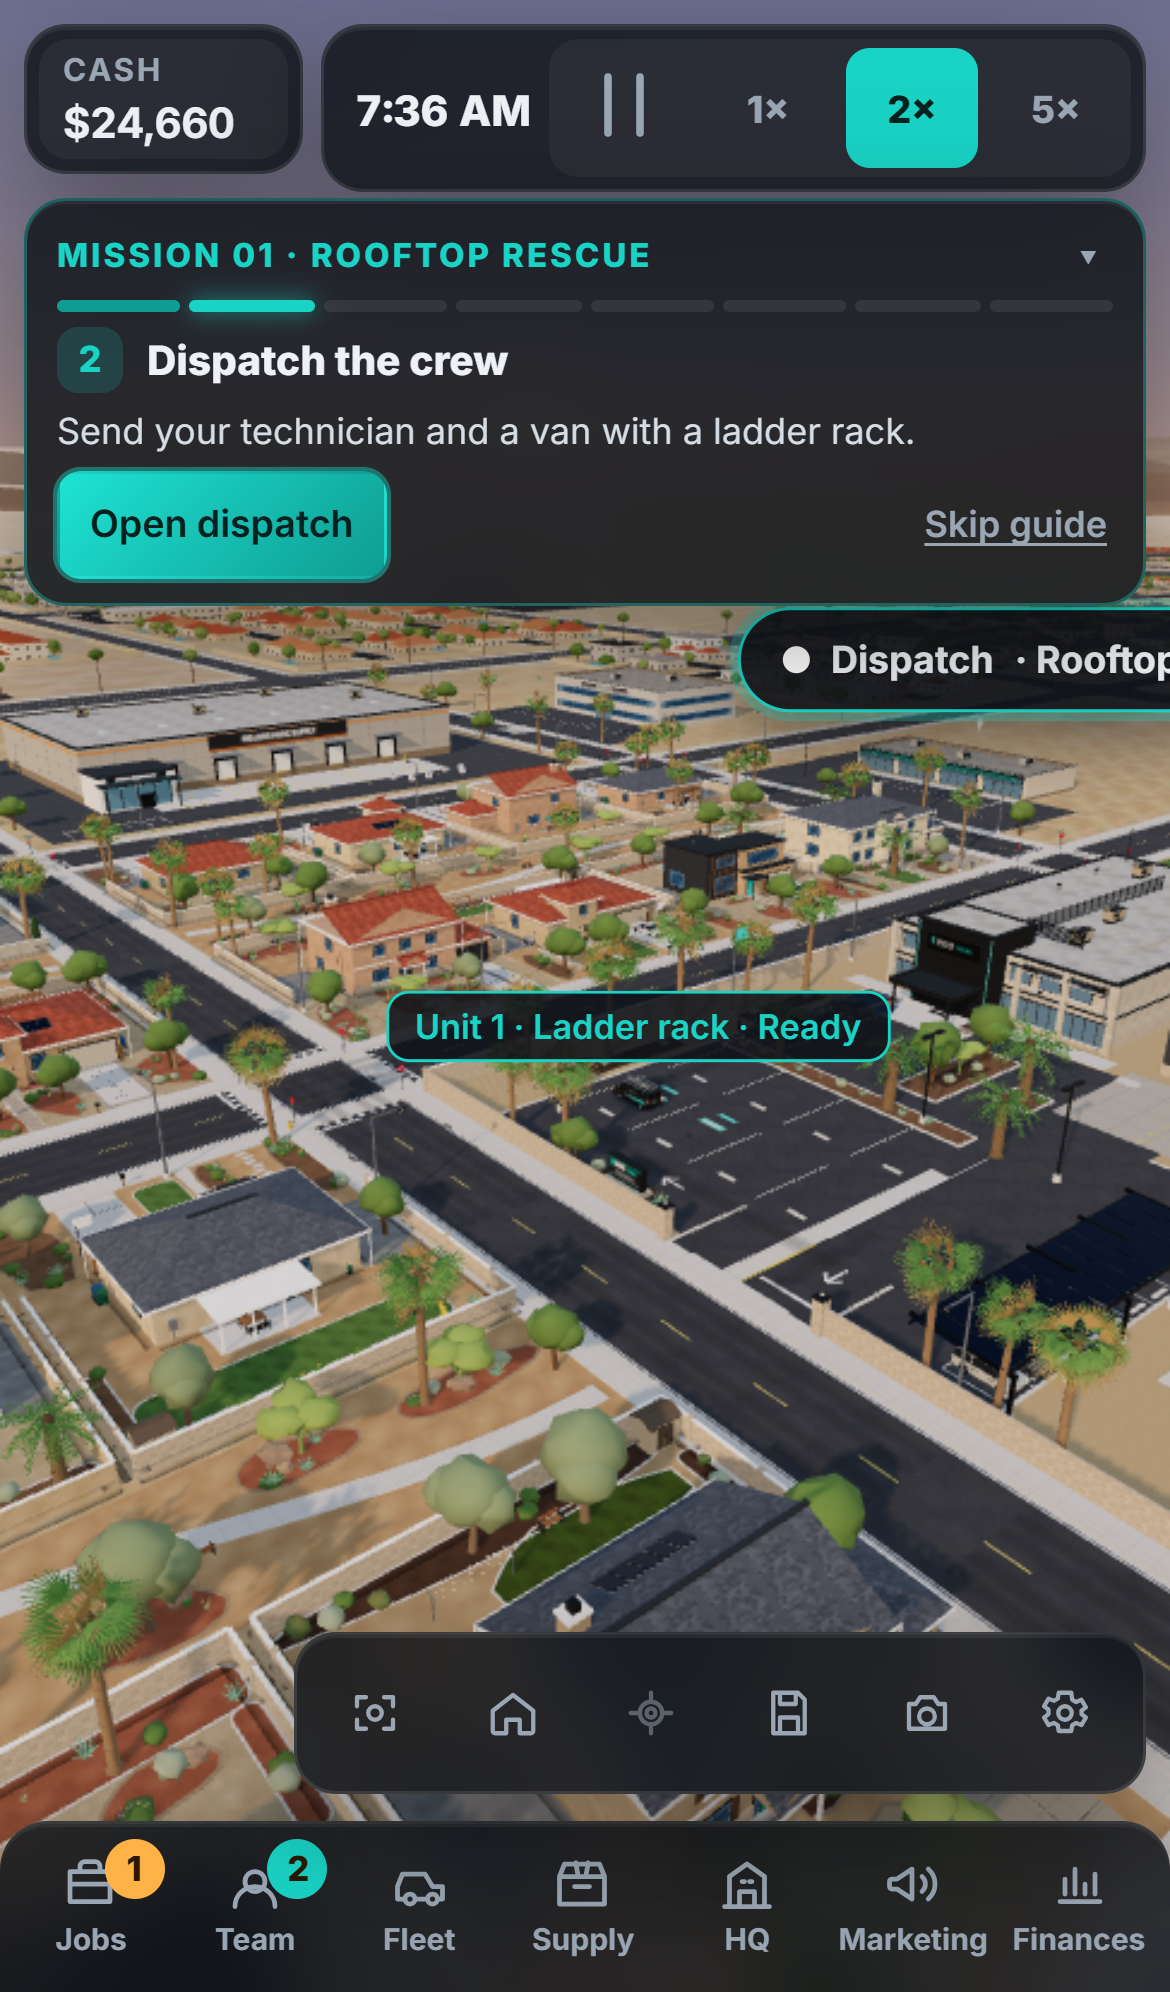 CASH
$24,660
7:36 AM
1×
2×
5×
MISSION 01 · ROOFTOP RESCUE
2
Dispatch the crew
Send your technician and a van with a ladder rack.
Open dispatch
Skip guide
Dispatch · Rooftop
Unit 1 · Ladder rack · Ready
1
2
Jobs
Team
Fleet
Supply
HQ
Marketing
Finances